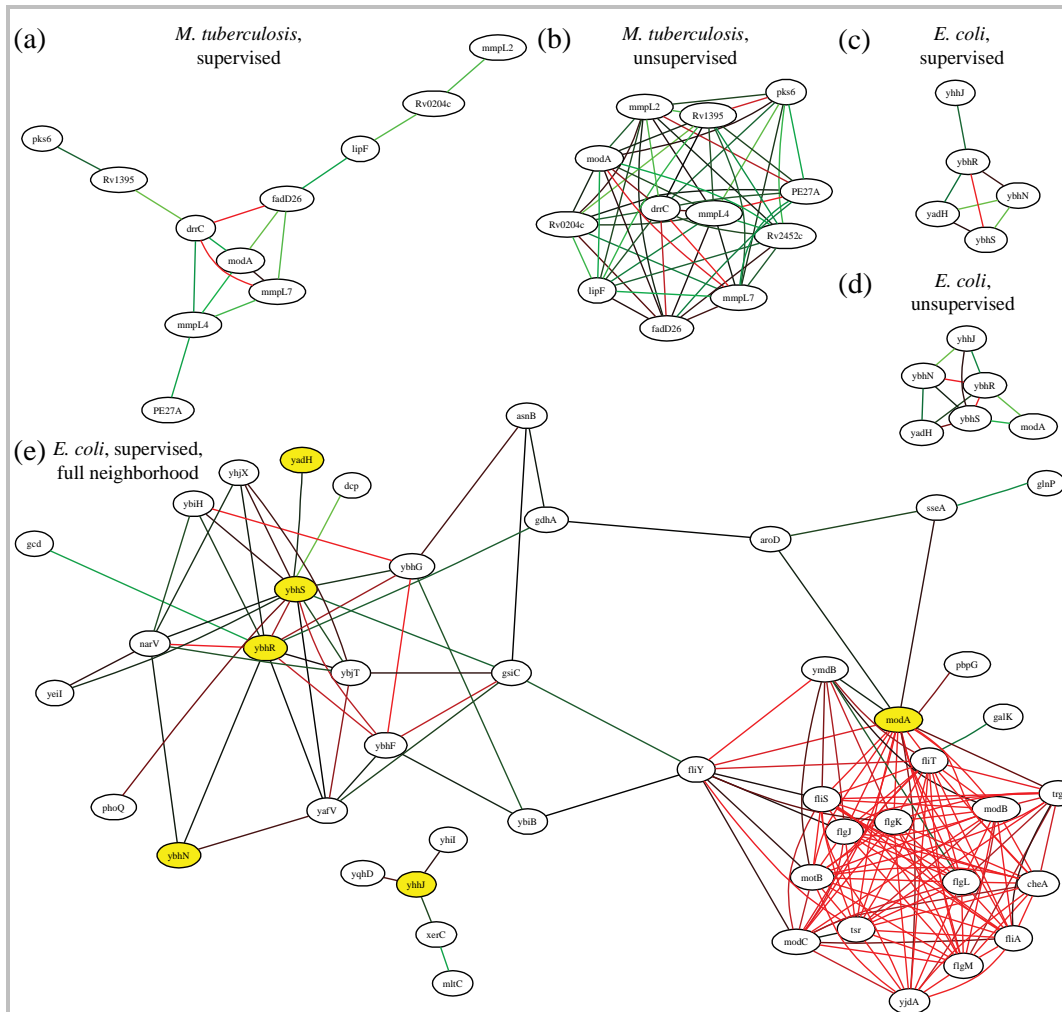 (a)
M. tuberculosis,
supervised
mmpL2
Rv0204c
pks6
lipF
Rv1395
fadD26
drrC
modA
mmpL7
mmpL4
PE27A
(b)
M. tuberculosis,
unsupervised
mmpL2
pks6
Rv1395
modA
PE27A
drrC
mmpL4
Rv0204c
Rv2452c
lipF
mmpL7
fadD26
(c)
E. coli,
supervised
yhhJ
ybhR
ybhN
yadH
ybhS
(d)
E. coli,
unsupervised
yhhJ
ybhN
ybhR
ybhS
yadH
modA
(e)
E. coli, supervised,
full neighborhood
asnB
yadH
yhjX
dcp
glnP
ybiH
sseA
gdhA
gcd
aroD
ybhG
ybhS
narV
ybhR
ybjT
gsiC
yeiI
ymdB
pbpG
modA
galK
ybhF
fliT
fliY
phoQ
yafV
ybiB
fliS
modB
trg
flgK
flgJ
yhiI
ybhN
yqhD
yhhJ
motB
flgL
cheA
xerC
tsr
modC
fliA
flgM
mltC
yjdA